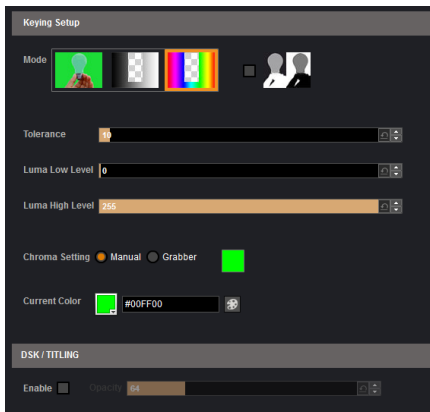 Keying Setup
Mode
Tolerance 10
Luma Low Level 0
Luma High Level 255
Chroma Setting Manual Grabber
Current Color #00FF00
DSK / TITLING
Enable Opacity 64